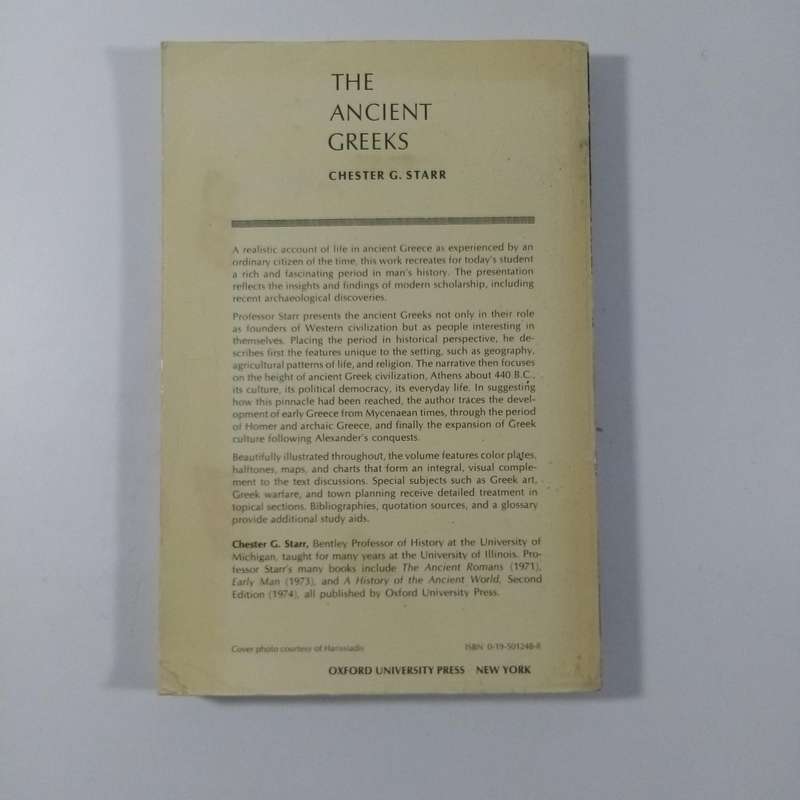 THE
ANCIENT
GREEKS
CHESTER G. STARR
A realistic account of life in ancient Greece as experienced by an
ordinary citizen of the time, this work recreates for today's student
a rich and fascinating period in man's history. The presentation
reflects the insights and findings of modern scholarship, including
recent archaeological discoveries.
Professor Starr presents the ancient Greeks not only in their role
as founders of Western civilization but as people interesting in
themselves. Placing the period in historical perspective, he de-
scribes first the features unique to the setting, such as geography,
agricultural patterns of life, and religion. The narrative then focuses
on the height of ancient Greek civilization, Athens about 440 B.C.,
its culture, its political democracy, its everyday life. In suggesting
how this pinnacle had been reached, the author traces the devel-
opment of early Greece from Mycenaean times, through the period
of Homer and archaic Greece, and finally the expansion of Greek
culture following Alexander's conquests.
Beautifully illustrated throughout, the volume features color plates,
halftones, maps, and charts that form an integral, visual comple-
ment to the text discussions. Special subjects such as Greek art,
Greek warfare, and town planning receive detailed treatment in
topical sections. Bibliographies, quotation sources, and a glossary
provide additional study aids.
Chester G. Starr, Bentley Professor of History at the University of
Michigan, taught for many years at the University of Illinois. Pro-
fessor Starr's many books include The Ancient Romans (1971),
Early Man (1973), and A History of the Ancient World, Second
Edition (1974), all published by Oxford University Press.
Cover photo courtesy of Harissiadis
ISBN 0-19-501248-8
OXFORD UNIVERSITY PRESS NEW YORK